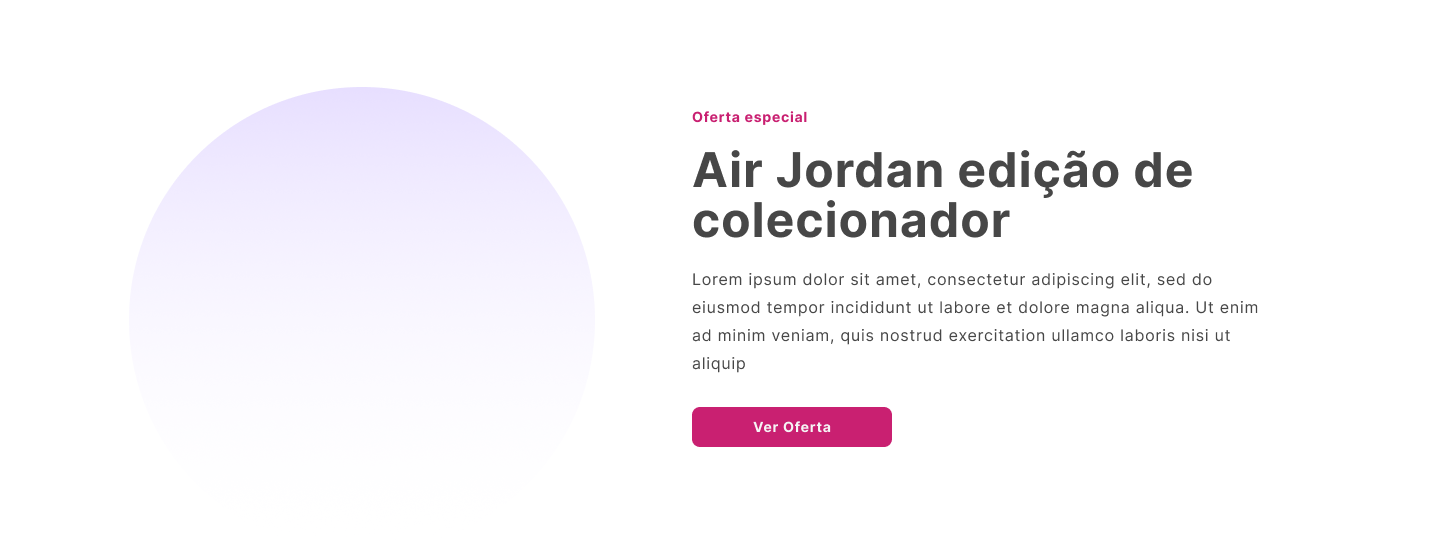 Oferta especial
Air Jordan edição de
colecionador
Lorem ipsum dolor sit amet, consectetur adipiscing elit, sed do
eiusmod tempor incididunt ut labore et dolore magna aliqua. Ut enim
ad minim veniam, quis nostrud exercitation ullamco laboris nisi ut
aliquip
Ver Oferta